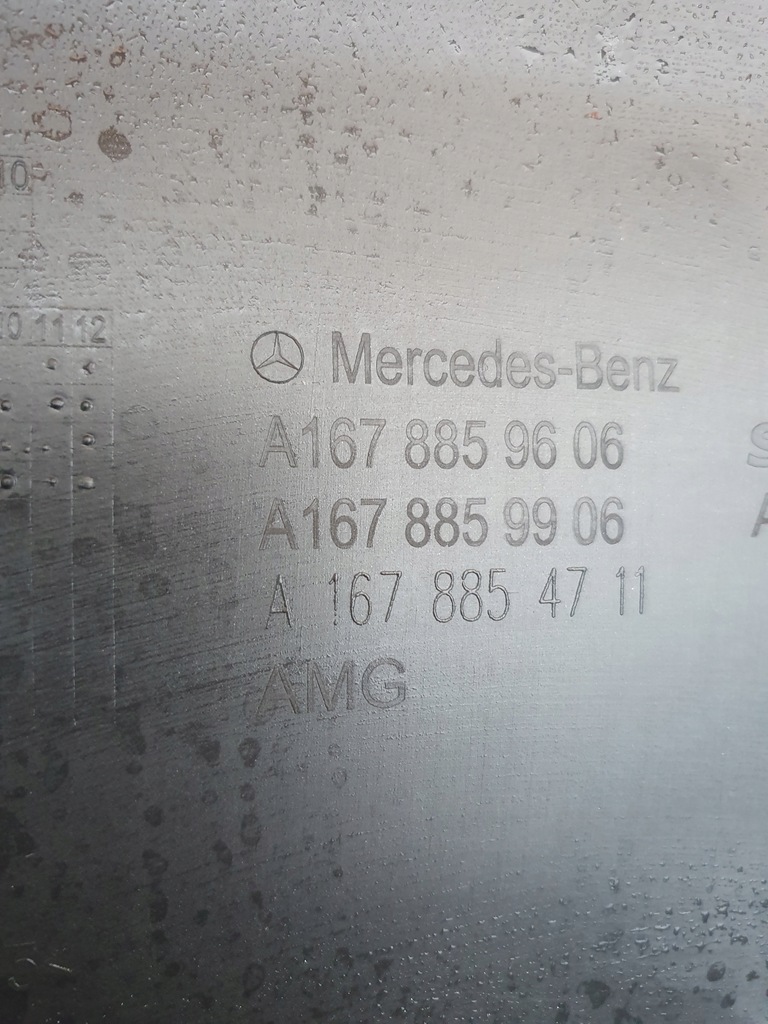 10
10 11 12
Mercedes-Benz
A167 885 96 06
A167 885 99 06
A 167 885 47 11
AMG